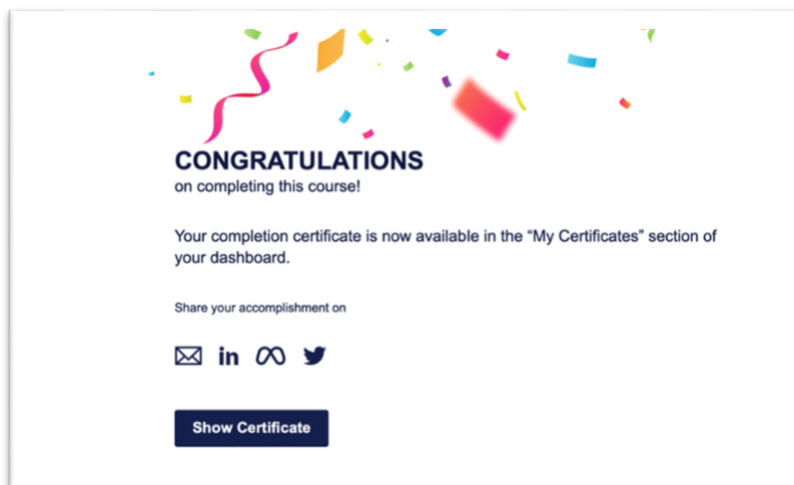 CONGRATULATIONS
on completing this course!
Your completion certificate is now available in the “My Certificates” section of
your dashboard.
Share your accomplishment on
in
Show Certificate